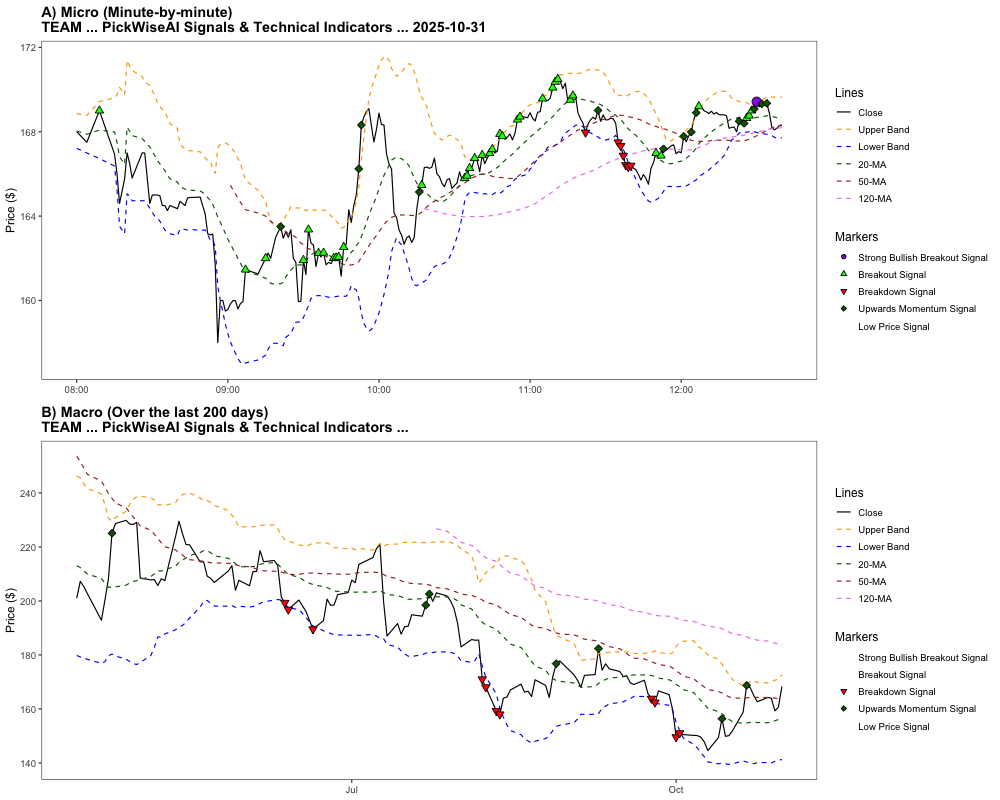 A) Micro (Minute-by-minute)
TEAM ... PickWiseAI Signals & Technical Indicators ... 2025-10-31
Price ($)
172
168
164
160
08:00
09:00
10:00
11:00
12:00
Lines
Close
Upper Band
Lower Band
20-MA
50-MA
120-MA
Markers
Strong Bullish Breakout Signal
Breakout Signal
Breakdown Signal
Upwards Momentum Signal
Low Price Signal
B) Macro (Over the last 200 days)
TEAM ... PickWiseAI Signals & Technical Indicators ...
Price ($)
240
220
200
180
160
140
Jul
Oct
Lines
Close
Upper Band
Lower Band
20-MA
50-MA
120-MA
Markers
Strong Bullish Breakout Signal
Breakout Signal
Breakdown Signal
Upwards Momentum Signal
Low Price Signal